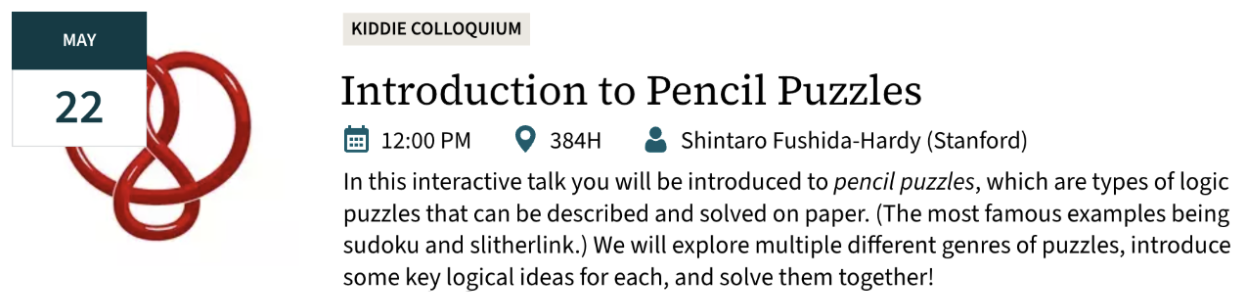 MAY
22
KIDDIE COLLOQUIUM
Introduction to Pencil Puzzles
12:00 PM 384H Shintaro Fushida-Hardy (Stanford)
In this interactive talk you will be introduced to pencil puzzles, which are types of logic
puzzles that can be described and solved on paper. (The most famous examples being
sudoku and slitherlink.) We will explore multiple different genres of puzzles, introduce
some key logical ideas for each, and solve them together!